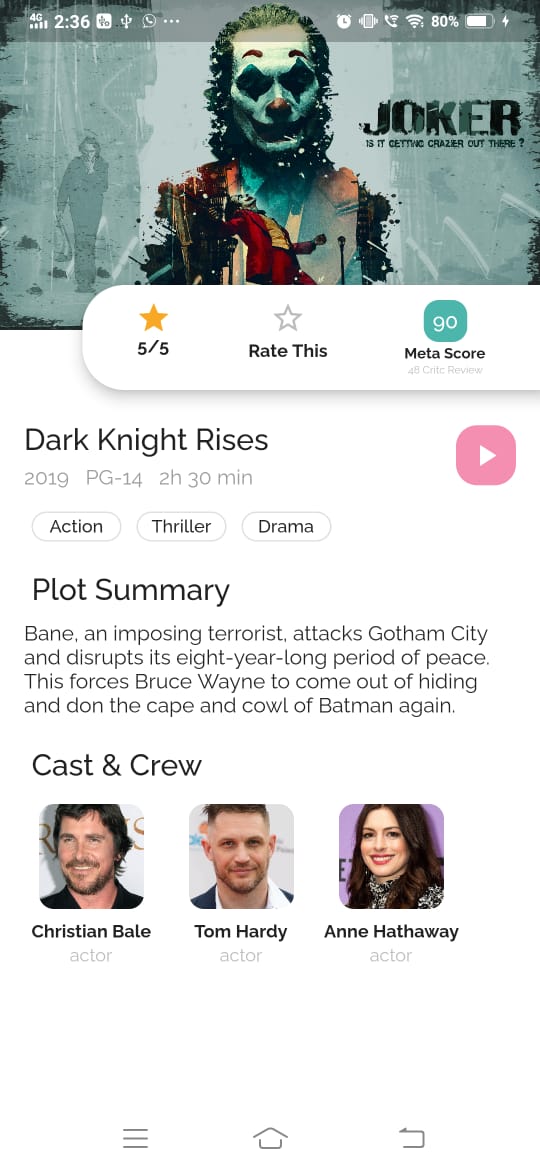 4G 2:36 80%
JOKER
IS IT GETTING CRAZIER OUT THERE ?
5/5
Rate This
90
Meta Score
48 Critc Review
Dark Knight Rises
2019 PG-14 2h 30 min
Action Thriller Drama
Plot Summary
Bane, an imposing terrorist, attacks Gotham City
and disrupts its eight-year-long period of peace.
This forces Bruce Wayne to come out of hiding
and don the cape and cowl of Batman again.
Cast & Crew
Christian Bale Tom Hardy Anne Hathaway
actor actor actor